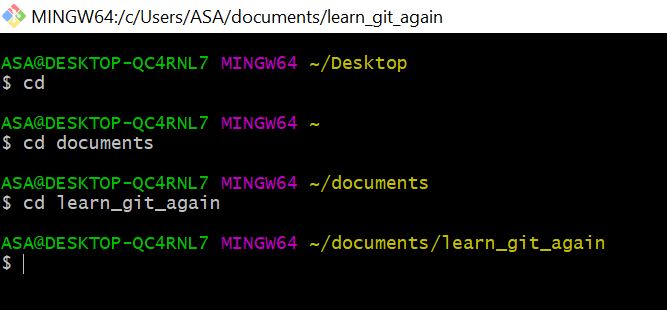 MINGW64:/c/Users/ASA/documents/learn_git_again
ASA@DESKTOP-QC4RNL7 MINGW64 ~/Desktop
$ cd
ASA@DESKTOP-QC4RNL7 MINGW64 ~
$ cd documents
ASA@DESKTOP-QC4RNL7 MINGW64 ~/documents
$ cd learn_git_again
ASA@DESKTOP-QC4RNL7 MINGW64 ~/documents/learn_git_again
$